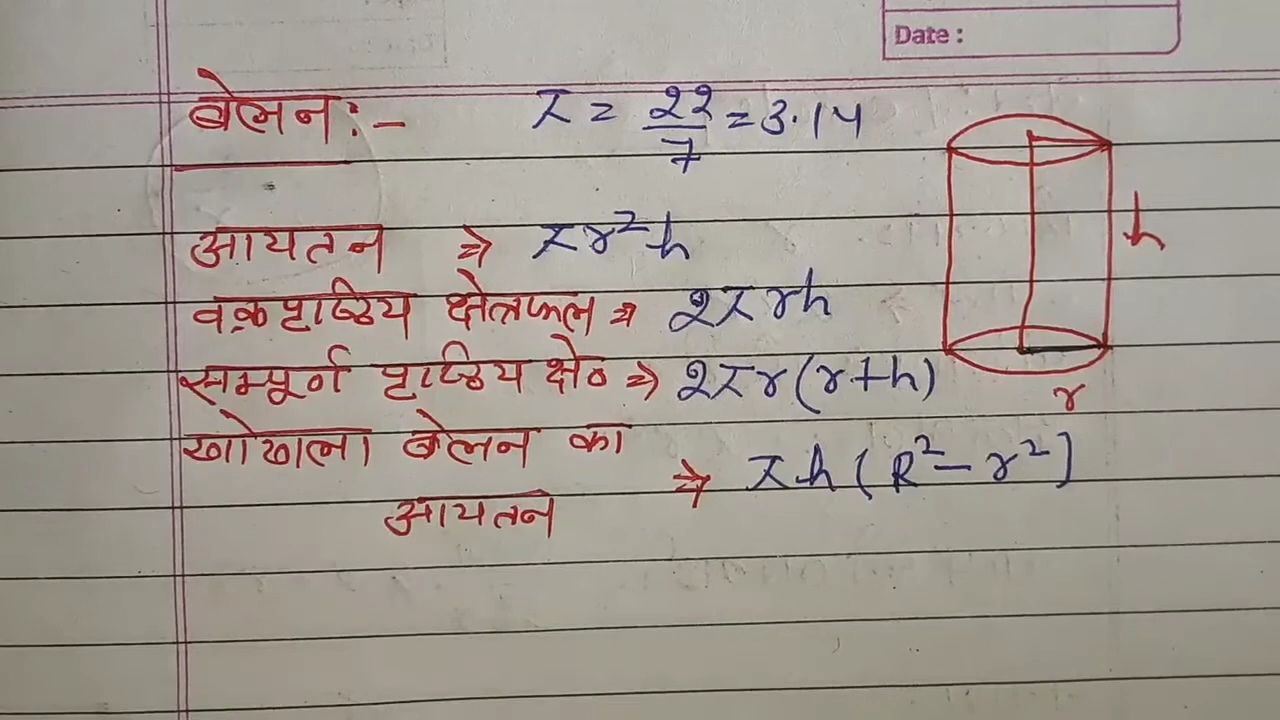 Date :
बेलन :- π = 22/7 = 3.14
आयतन ⇒ πr²h
वक्रपृष्ठिय क्षेत्रफल ⇒ 2πrh
सम्पूर्ण पृष्ठिय क्षे० ⇒ 2πr(r+h)
खोखला बेलन का
आयतन ⇒ πh(R²-r²]
h
r